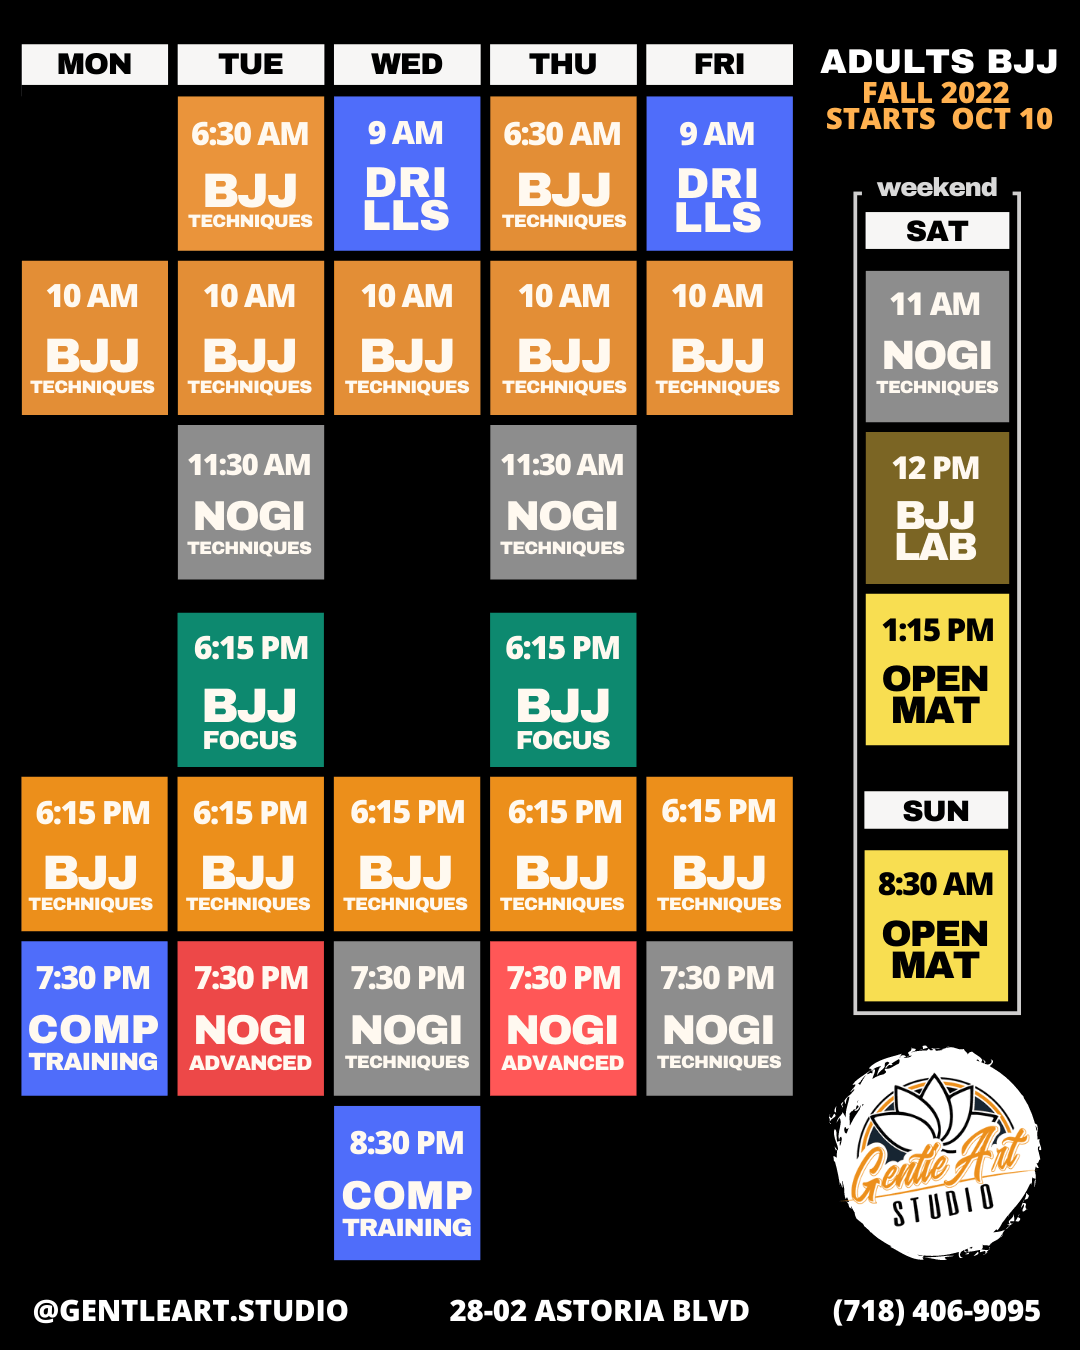 MON TUE WED THU FRI
ADULTS BJJ
FALL 2022
STARTS OCT 10
6:30 AM
BJJ
TECHNIQUES
9 AM
DRI
LLS
6:30 AM
BJJ
TECHNIQUES
9 AM
DRI
LLS
10 AM
BJJ
TECHNIQUES
10 AM
BJJ
TECHNIQUES
10 AM
BJJ
TECHNIQUES
10 AM
BJJ
TECHNIQUES
10 AM
BJJ
TECHNIQUES
11:30 AM
NOGI
TECHNIQUES
11:30 AM
NOGI
TECHNIQUES
6:15 PM
BJJ
FOCUS
6:15 PM
BJJ
FOCUS
6:15 PM
BJJ
TECHNIQUES
6:15 PM
BJJ
TECHNIQUES
6:15 PM
BJJ
TECHNIQUES
6:15 PM
BJJ
TECHNIQUES
6:15 PM
BJJ
TECHNIQUES
7:30 PM
COMP
TRAINING
7:30 PM
NOGI
ADVANCED
7:30 PM
NOGI
TECHNIQUES
7:30 PM
NOGI
ADVANCED
7:30 PM
NOGI
TECHNIQUES
8:30 PM
COMP
TRAINING
weekend
SAT
11 AM
NOGI
TECHNIQUES
12 PM
BJJ
LAB
1:15 PM
OPEN
MAT
SUN
8:30 AM
OPEN
MAT
Gentle Art
STUDIO
@GENTLEART.STUDIO 28-02 ASTORIA BLVD (718) 406-9095